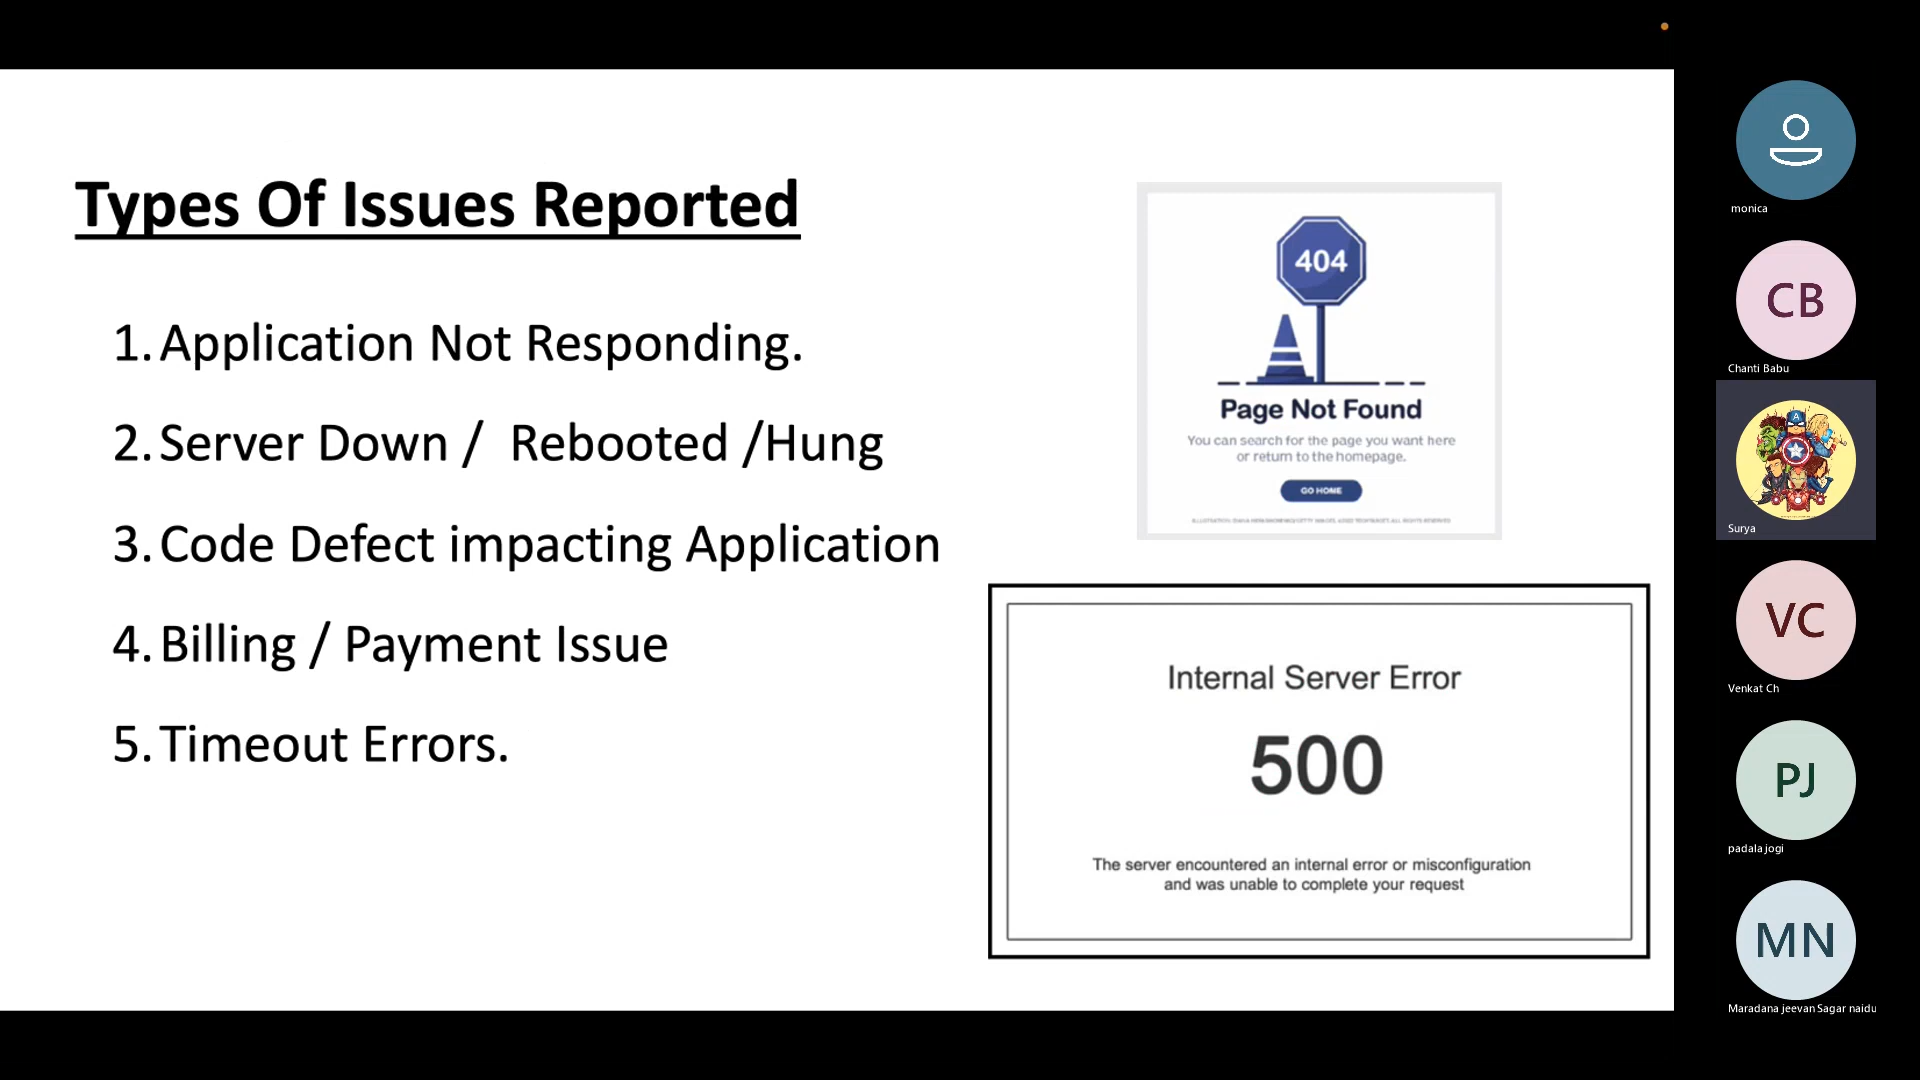 Types Of Issues Reported
1. Application Not Responding.
2. Server Down / Rebooted /Hung
3. Code Defect impacting Application
4. Billing / Payment Issue
5. Timeout Errors.
404
Page Not Found
You can search for the page you want here
or return to the homepage.
GO HOME
Internal Server Error
500
The server encountered an internal error or misconfiguration
and was unable to complete your request
monica
CB
Chanti Babu
A
Surya
VC
Venkat Ch
PJ
padala jogi
MN
Maradana jeevan Sagar naidu